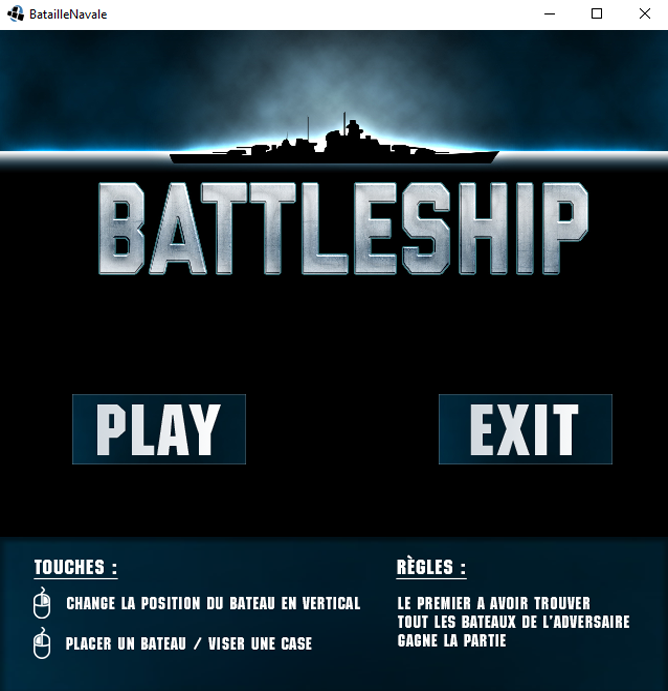 BatailleNavale
BATTLESHIP
PLAY
EXIT
TOUCHES :
CHANGE LA POSITION DU BATEAU EN VERTICAL
PLACER UN BATEAU / VISER UNE CASE
RÈGLES :
LE PREMIER A AVOIR TROUVER
TOUT LES BATEAUX DE L'ADVERSAIRE
GAGNE LA PARTIE